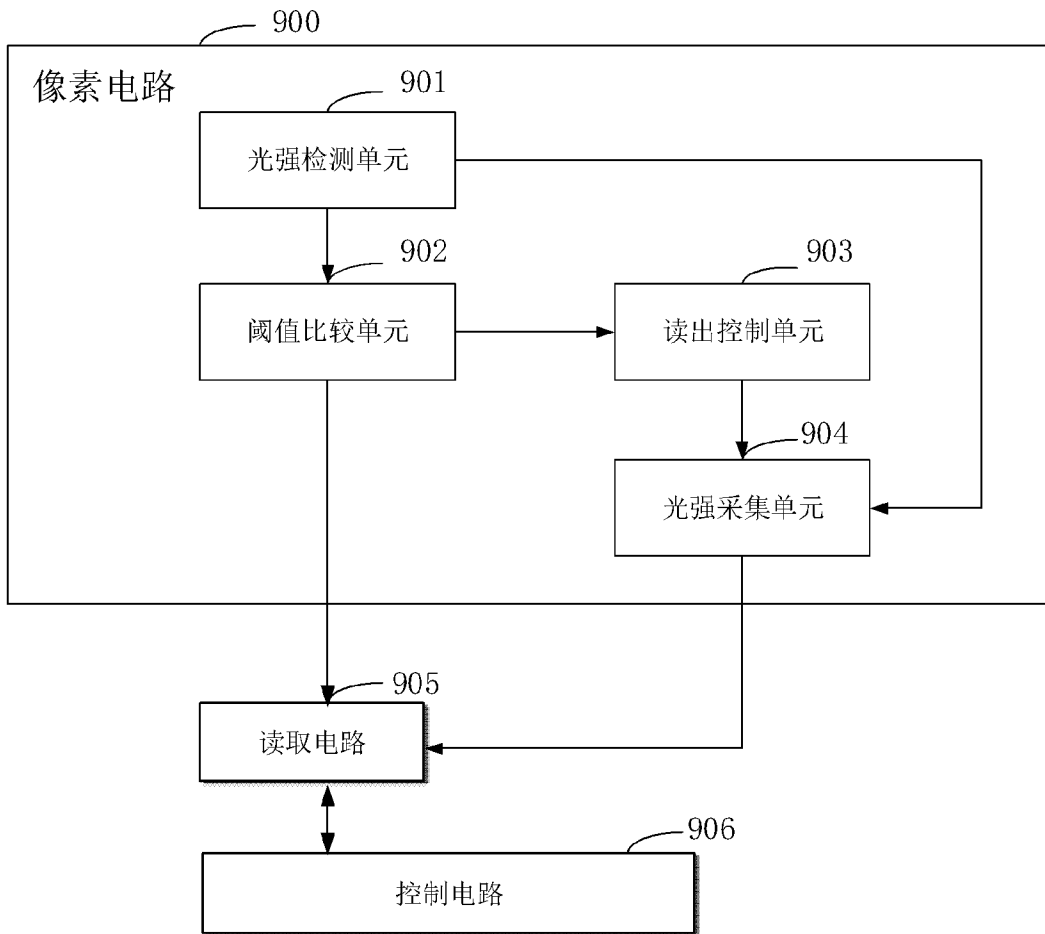 900
像素电路
901
光强检测单元
902
903
阈值比较单元
读出控制单元
904
光强采集单元
905
读取电路
906
控制电路